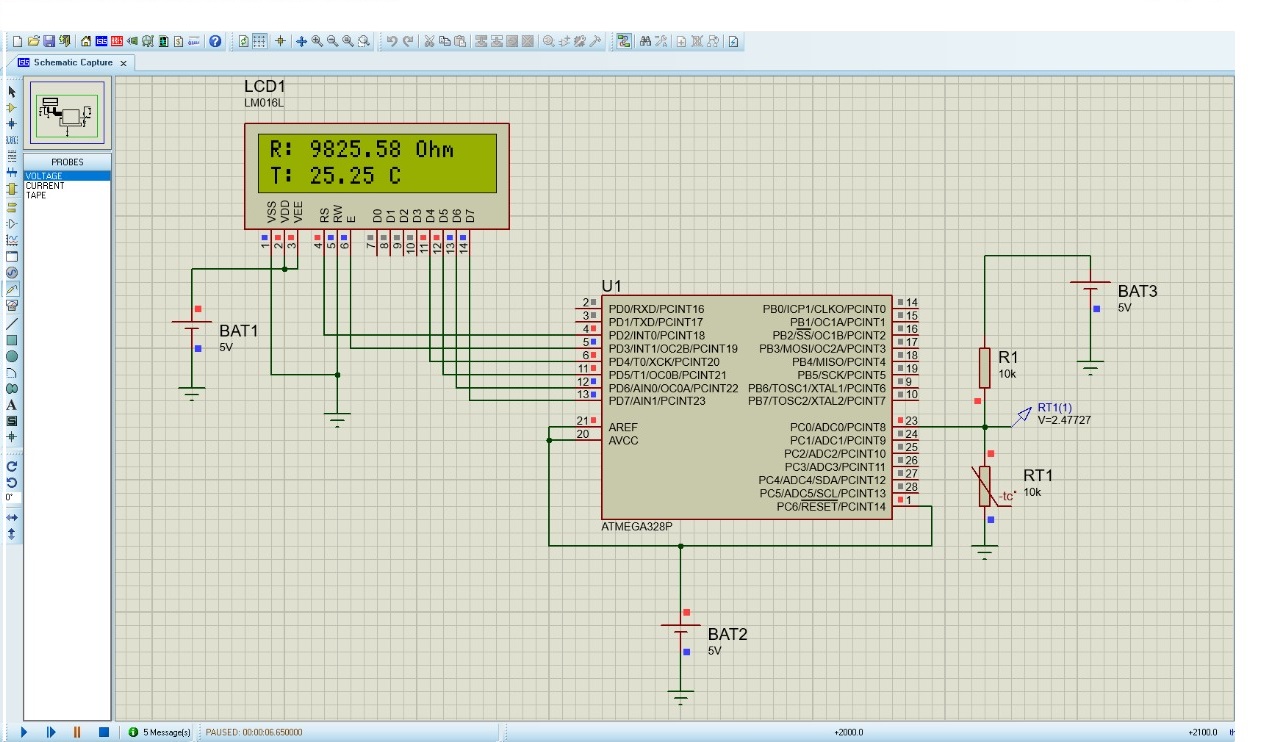 Schematic Capture
PROBES
VOLTAGE
CURRENT
TAPE
LCD1
LM016L
R: 9825.58 Ohm
T: 25.25 C
VSS
VDD
VEE
RS
RW
E
D0
D1
D2
D3
D4
D5
D6
D7
1
2
3
4
5
6
7
8
9
10
11
12
13
14
BAT1
5V
U1
2 PD0/RXD/PCINT16
3 PD1/TXD/PCINT17
4 PD2/INT0/PCINT18
5 PD3/INT1/OC2B/PCINT19
6 PD4/T0/XCK/PCINT20
11 PD5/T1/OC0B/PCINT21
12 PD6/AIN0/OC0A/PCINT22
13 PD7/AIN1/PCINT23
21 AREF
20 AVCC
PB0/ICP1/CLKO/PCINT0 14
PB1/OC1A/PCINT1 15
PB2/SS/OC1B/PCINT2 16
PB3/MOSI/OC2A/PCINT3 17
PB4/MISO/PCINT4 18
PB5/SCK/PCINT5 19
PB6/TOSC1/XTAL1/PCINT6 9
PB7/TOSC2/XTAL2/PCINT7 10
PC0/ADC0/PCINT8 23
PC1/ADC1/PCINT9 24
PC2/ADC2/PCINT10 25
PC3/ADC3/PCINT11 26
PC4/ADC4/SDA/PCINT12 27
PC5/ADC5/SCL/PCINT13 28
PC6/RESET/PCINT14 1
ATMEGA328P
BAT3
5V
R1
10k
RT1(1)
V=2.47727
RT1
10k
-tc°
BAT2
5V
0°
5 Message(s)
PAUSED: 00:00:06.650000
+2000.0
+2100.0